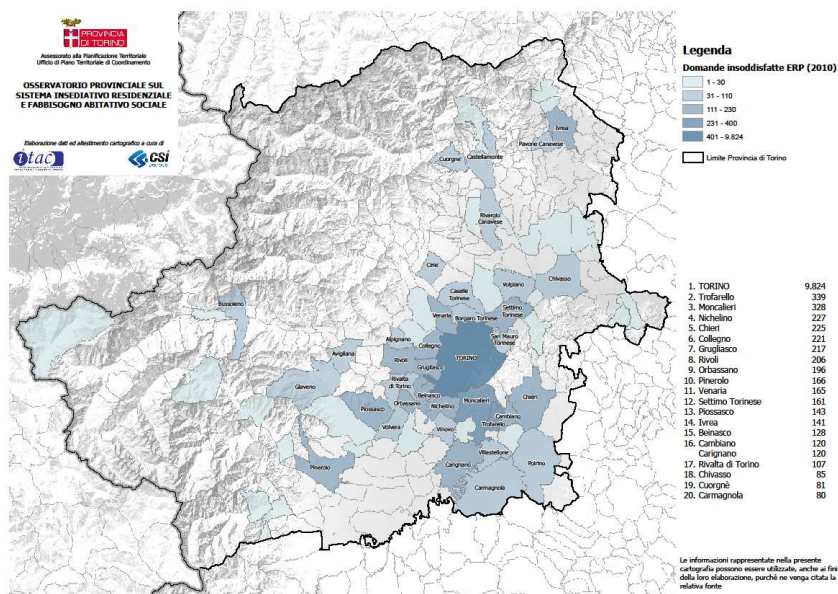 PROVINCIA
DI TORINO
Assessorato alla Pianificazione Territoriale
Ufficio di Piano Territoriale di Coordinamento
OSSERVATORIO PROVINCIALE SUL
SISTEMA INSEDIATIVO RESIDENZIALE
E FABBISOGNO ABITATIVO SOCIALE
Elaborazione dati ed allestimento cartografico a cura di
itac
CSI
Legenda
Domande insoddisfatte ERP (2010)
1 - 30
31 - 110
111 - 230
231 - 400
401 - 9.824
Limite Provincia di Torino
Ivrea
Pavone Canavese
Castellamonte
Cuorgnè
Rivarolo
Canavese
Ciriè
Chivasso
Volpiano
Caselle
Torinese
Bussoleno
Settimo
Torinese
Venaria
Borgaro Torinese
San Mauro
Torinese
Alpignano
Collegno
Avigliana
Rivoli
TORINO
Grugliasco
Rivalta
di Torino
Giaveno
Beinasco
Moncalieri
Chieri
Orbassano
Nichelino
Piossasco
Cambiano
Trofarello
Volvera
Vinovo
Villastellone
Carignano
Poirino
Pinerolo
Carmagnola
1. TORINO 9.824
2. Trofarello 339
3. Moncalieri 328
4. Nichelino 227
5. Chieri 225
6. Collegno 221
7. Grugliasco 217
8. Rivoli 206
9. Orbassano 196
10. Pinerolo 166
11. Venaria 165
12. Settimo Torinese 161
13. Piossasco 143
14. Ivrea 141
15. Beinasco 128
16. Cambiano 120
Carignano 120
17. Rivalta di Torino 107
18. Chivasso 85
19. Cuorgnè 81
20. Carmagnola 80
Le informazioni rappresentate nella presente
cartografia possono essere utilizzate, anche ai fini
della loro elaborazione, purchè ne venga citata la
relativa fonte